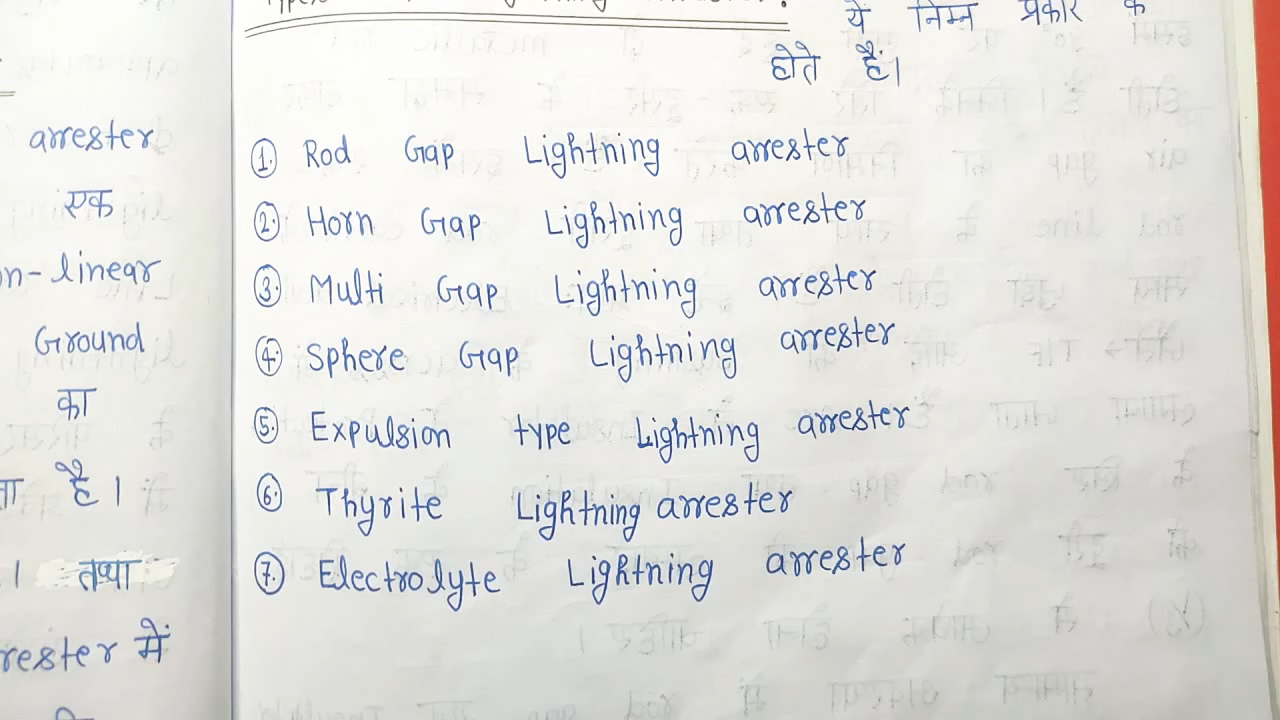 ये निम्न प्रकार के
होते हैं।
① Rod Gap Lightning arrester
② Horn Gap Lightning arrester
③ Multi Gap Lightning arrester
④ Sphere Gap Lightning arrester
⑤ Expulsion type Lightning arrester
⑥ Thyrite Lightning arrester
⑦ Electrolyte Lightning arrester
arrester
एक
n-linear
Ground
का
ता है।
। तथा
rester में